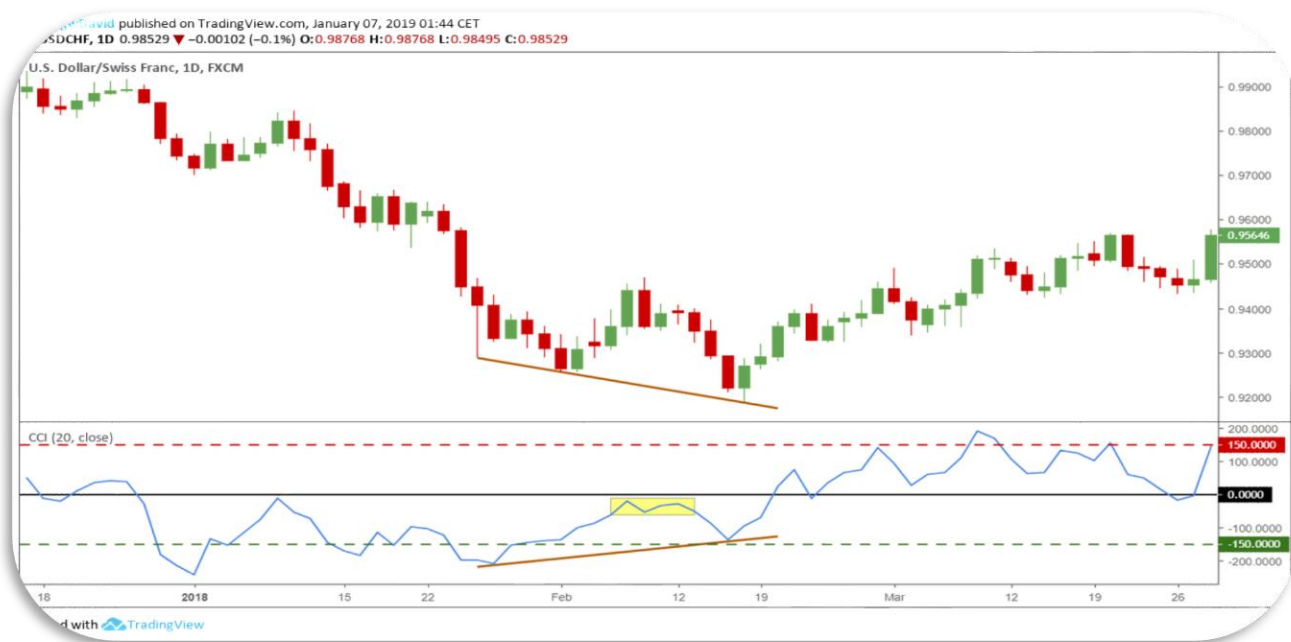 published on TradingView.com, January 07, 2019 01:44 CET
SDCHF, 1D 0.98529 ▼ −0.00102 (−0.1%) O:0.98768 H:0.98768 L:0.98495 C:0.98529
U.S. Dollar/Swiss Franc, 1D, FXCM
0.99000
0.98000
0.97000
0.96000
0.95646
0.95000
0.94000
0.93000
0.92000
CCI (20, close)
200.0000
150.0000
100.0000
0.0000
-100.0000
-150.0000
-200.0000
18 2018 15 22 Feb 12 19 Mar 12 19 26
d with TradingView